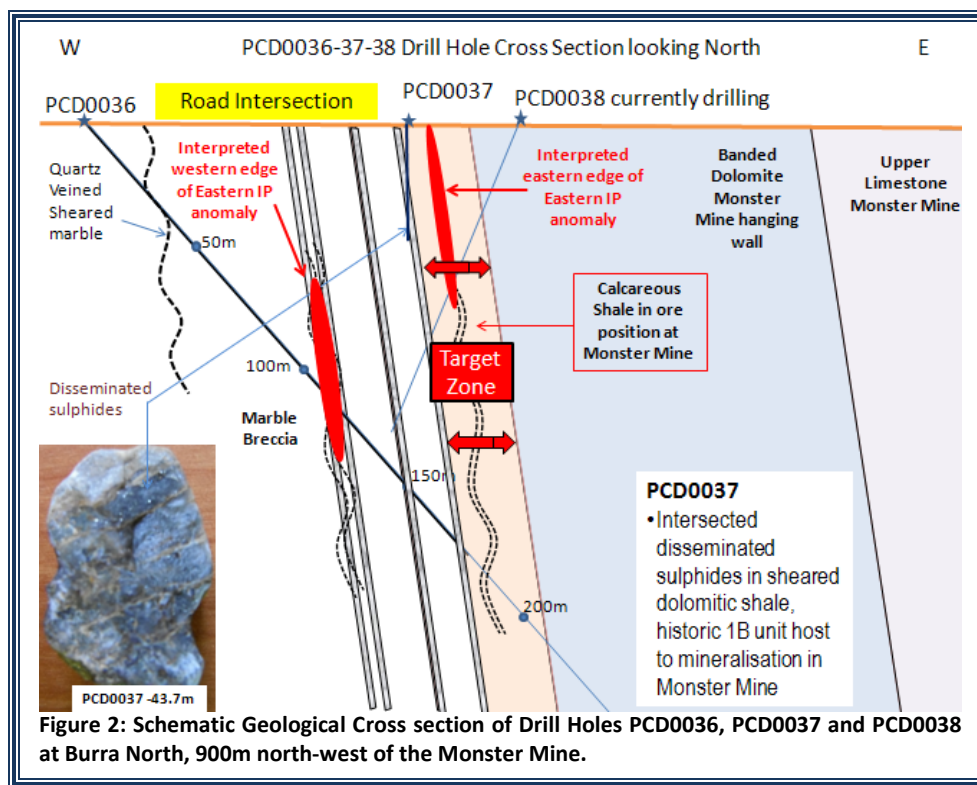 W
PCD0036-37-38 Drill Hole Cross Section looking North
E
PCD0036
Road Intersection
PCD0037
PCD0038 currently drilling
Quartz
Veined
Sheared
marble
Interpreted
western edge
of Eastern IP
anomaly
Interpreted
eastern edge of
Eastern IP
anomaly
Banded
Dolomite
Monster
Mine hanging
wall
Upper
Limestone
Monster Mine
50m
Calcareous
Shale in ore
position at
Monster Mine
100m
Target
Zone
Disseminated
sulphides
Marble
Breccia
150m
PCD0037
•Intersected
disseminated
sulphides in sheared
dolomitic shale,
historic 1B unit host
to mineralisation in
Monster Mine
200m
PCD0037 -43.7m
Figure 2: Schematic Geological Cross section of Drill Holes PCD0036, PCD0037 and PCD0038
at Burra North, 900m north-west of the Monster Mine.